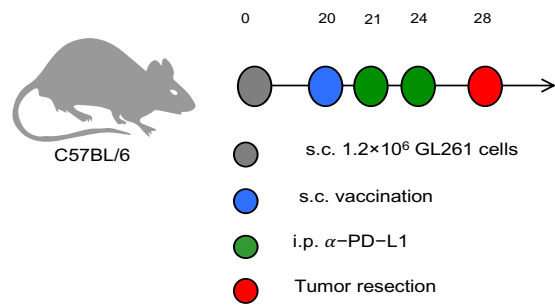 0 20 21 24 28
C57BL/6
s.c. 1.2×10⁶ GL261 cells
s.c. vaccination
i.p. α−PD−L1
Tumor resection